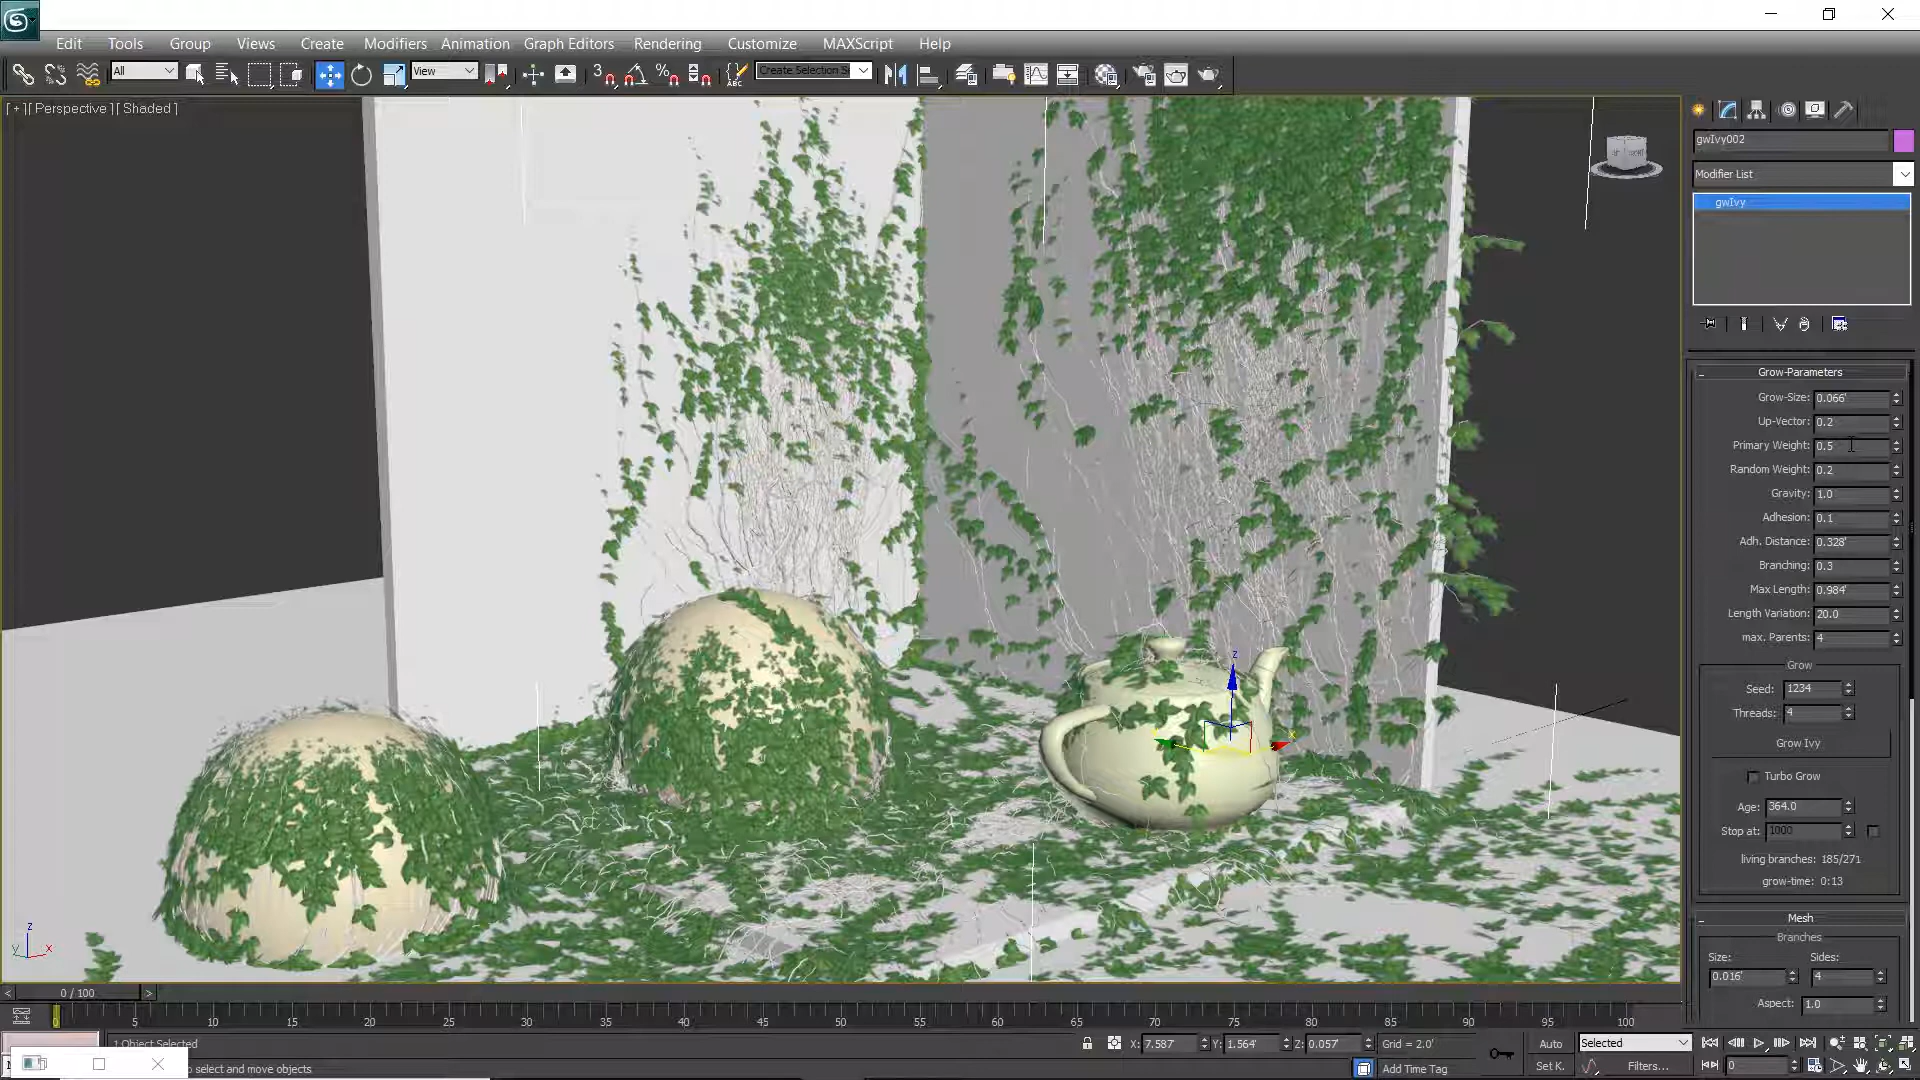 Edit Tools Group Views Create Modifiers Animation Graph Editors Rendering Customize MAXScript Help
All View 3 % ABC Create Selection S
[ + ][ Perspective ][ Shaded ]
gwIvy002
Modifier List
gwIvy
Grow-Parameters
Grow-Size: 0.066'
Up-Vector: 0.2
Primary Weight: 0.5
Random Weight: 0.2
Gravity: 1.0
Adhesion: 0.1
Adh. Distance: 0.328'
Branching: 0.3
Max Length: 0.984'
Length Variation: 20.0
max. Parents: 4
Grow
Seed: 1234
Threads: 4
Grow Ivy
Turbo Grow
Age: 364.0
Stop at: 1000
living branches: 185/271
grow-time: 0:13
Mesh
Branches
Size: Sides:
0.016' 4
Aspect: 1.0
z
x
z
y x
< 0 / 100 >
0 5 10 15 20 25 30 35 40 45 50 55 60 65 70 75 80 85 90 95 100
1 Object Selected X: 7.587' Y: 1.564' Z: 0.057' Grid = 2.0' Auto Selected
o select and move objects Add Time Tag Set K. Filters... 0